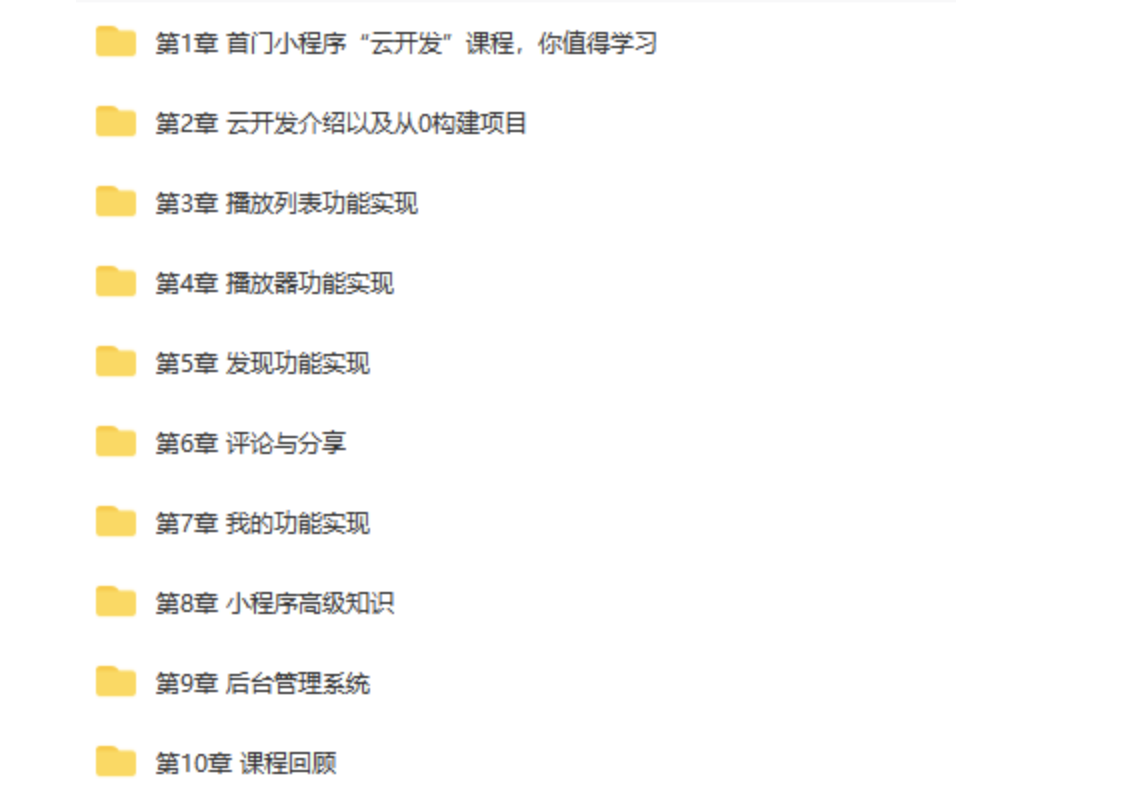 第1章 首门小程序“云开发”课程，你值得学习
第2章 云开发介绍以及从0构建项目
第3章 播放列表功能实现
第4章 播放器功能实现
第5章 发现功能实现
第6章 评论与分享
第7章 我的功能实现
第8章 小程序高级知识
第9章 后台管理系统
第10章 课程回顾